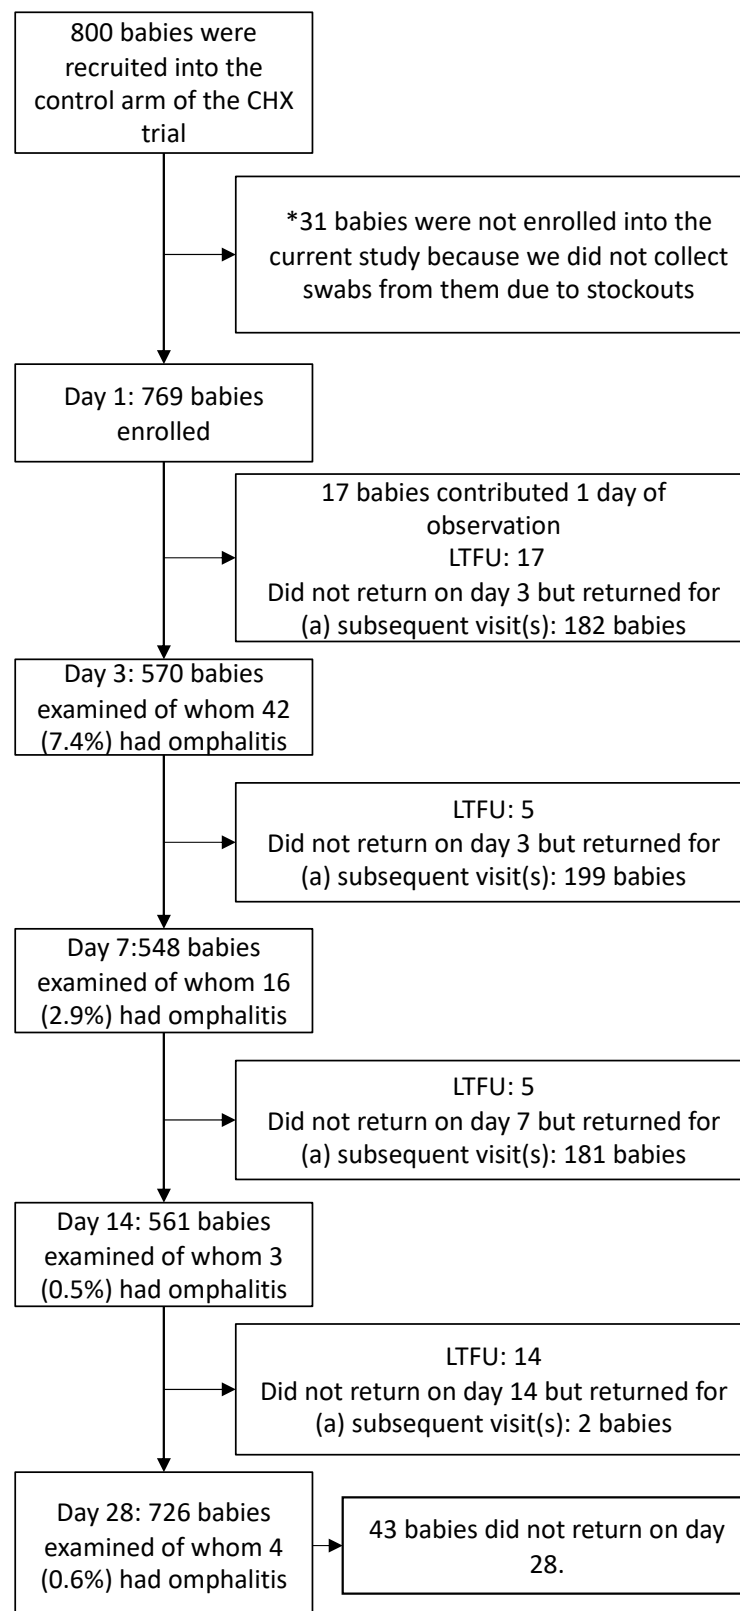 800 babies were
recruited into the
control arm of the CHX
trial
*31 babies were not enrolled into the
current study because we did not collect
swabs from them due to stockouts
Day 1: 769 babies
enrolled
17 babies contributed 1 day of
observation
LTFU: 17
Did not return on day 3 but returned for
(a) subsequent visit(s): 182 babies
Day 3: 570 babies
examined of whom 42
(7.4%) had omphalitis
LTFU: 5
Did not return on day 3 but returned for
(a) subsequent visit(s): 199 babies
Day 7:548 babies
examined of whom 16
(2.9%) had omphalitis
LTFU: 5
Did not return on day 7 but returned for
(a) subsequent visit(s): 181 babies
Day 14: 561 babies
examined of whom 3
(0.5%) had omphalitis
LTFU: 14
Did not return on day 14 but returned for
(a) subsequent visit(s): 2 babies
Day 28: 726 babies
examined of whom 4
(0.6%) had omphalitis
43 babies did not return on day
28.